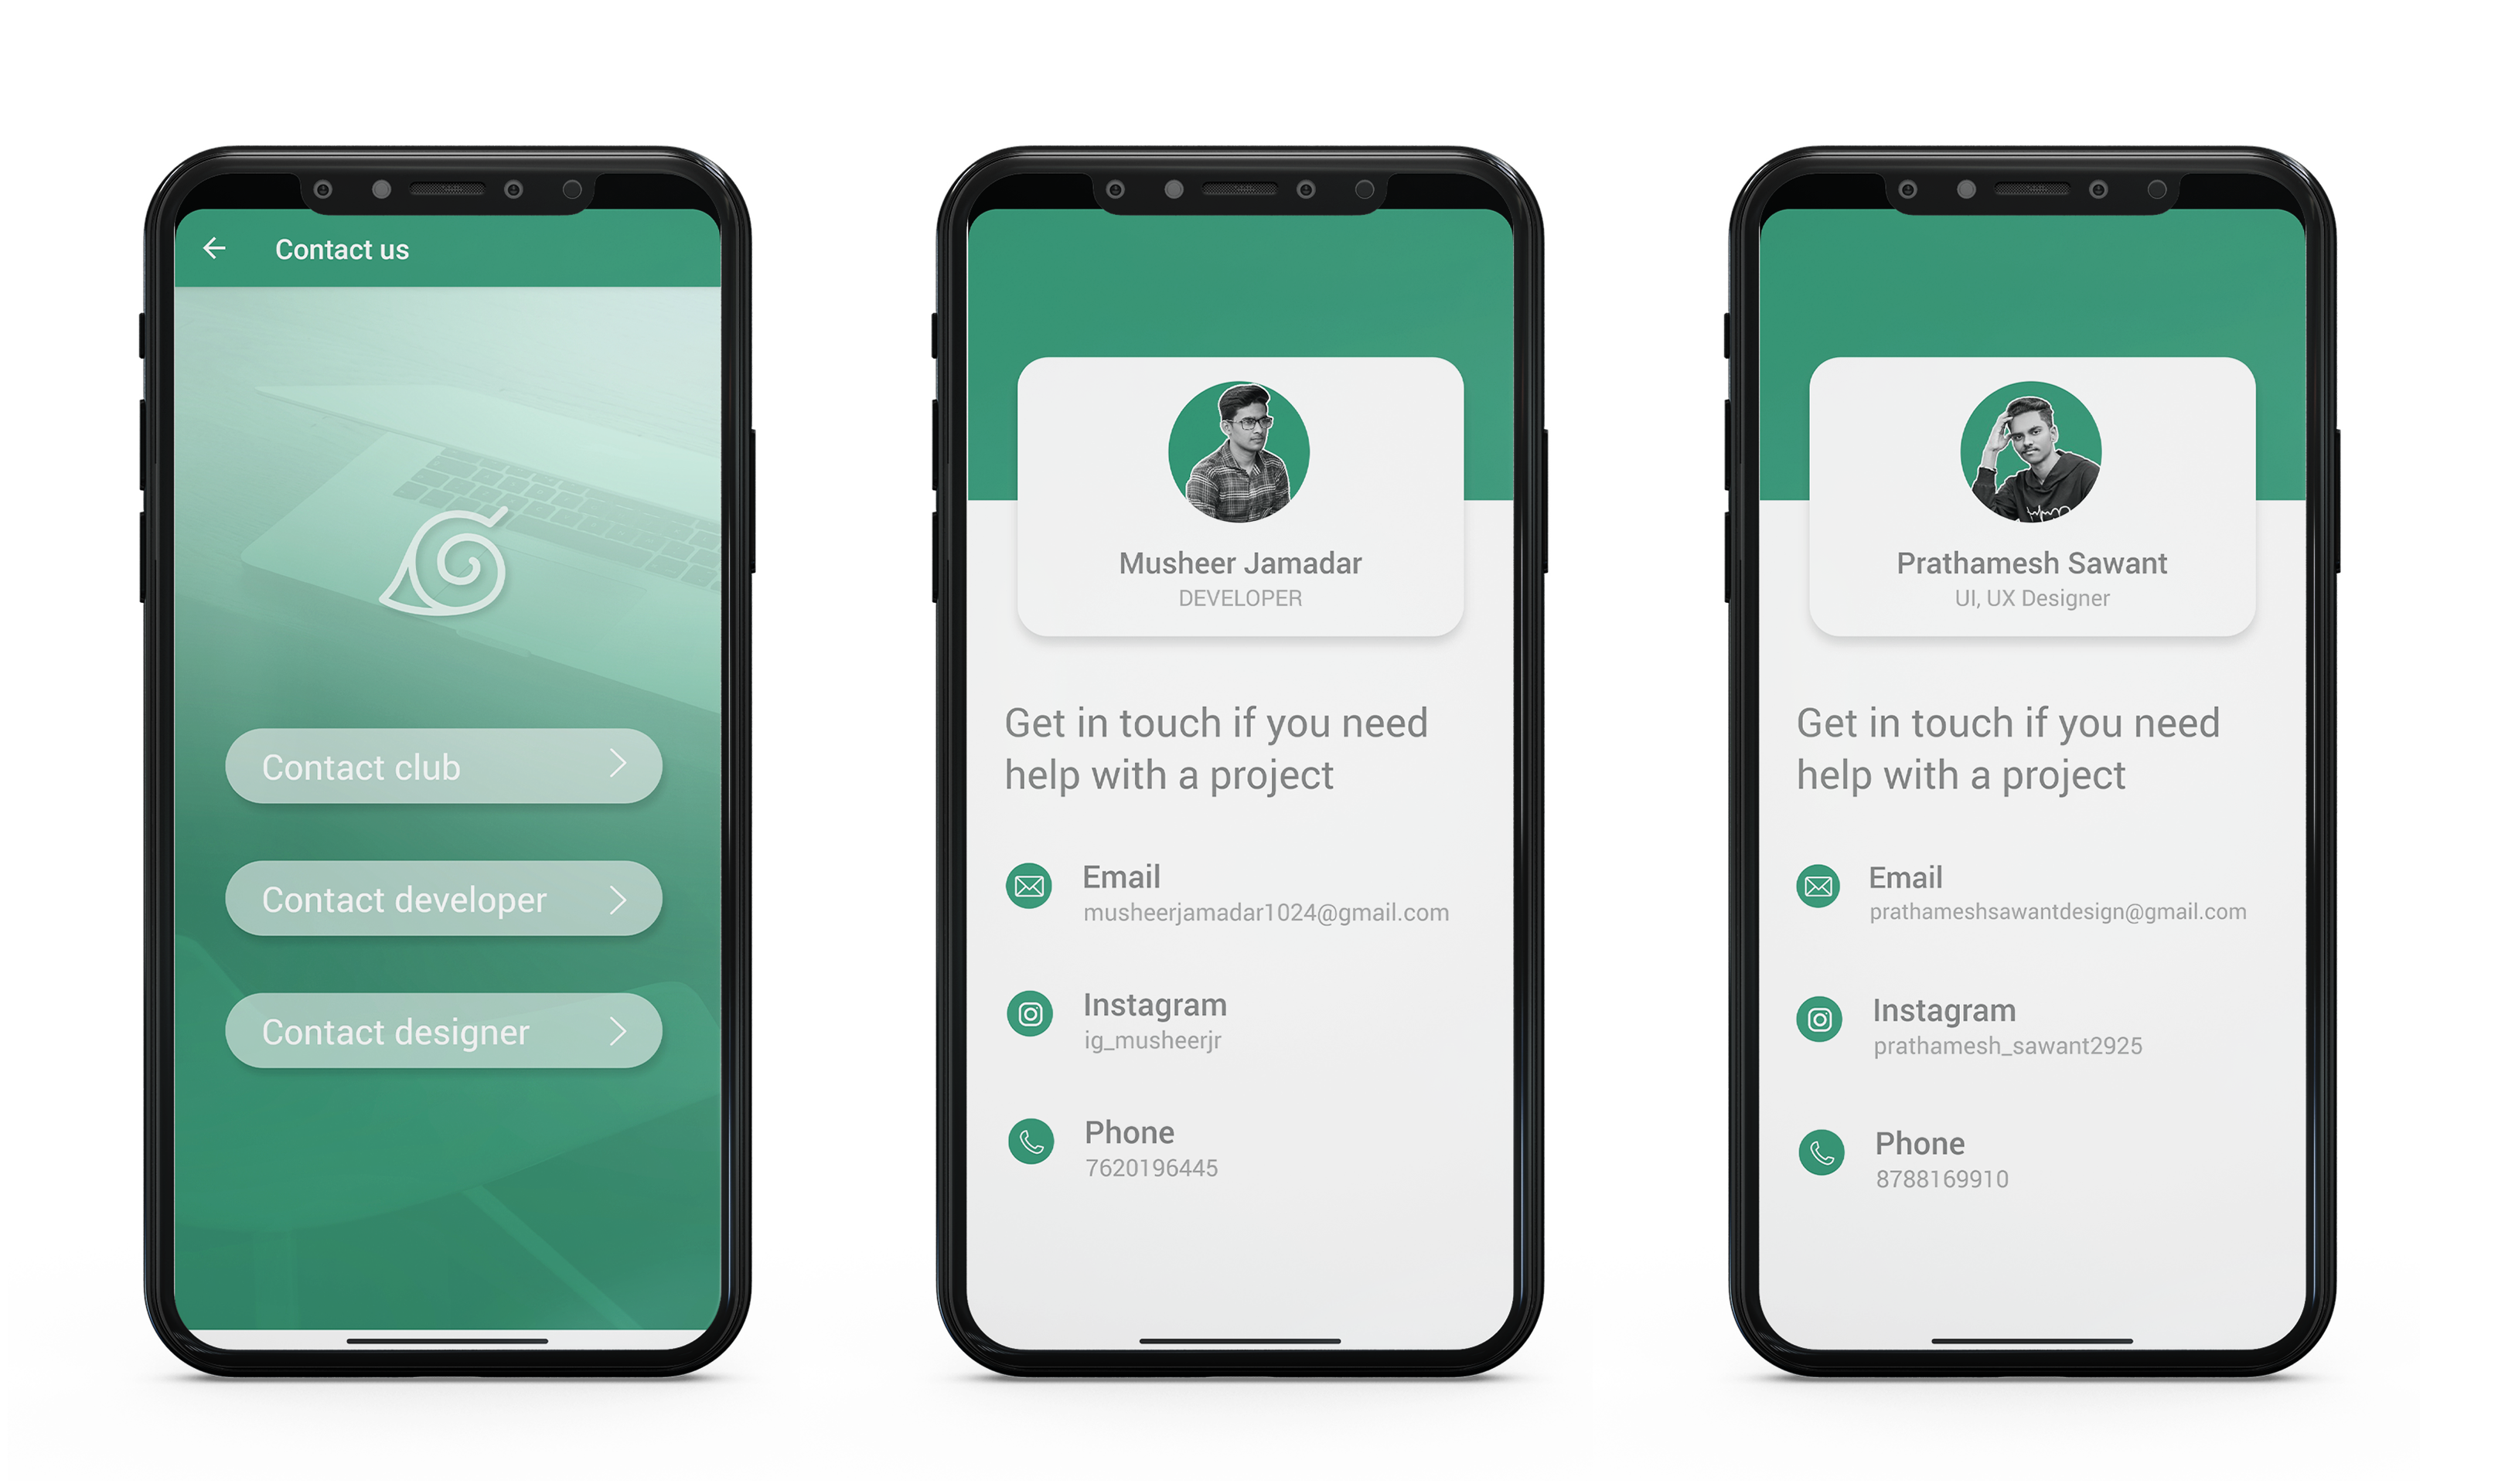 Contact us
Contact club
Contact developer
Contact designer
Musheer Jamadar
DEVELOPER
Get in touch if you need
help with a project
Email
musheerjamadar1024@gmail.com
Instagram
ig_musheerjr
Phone
7620196445
Prathamesh Sawant
UI, UX Designer
Get in touch if you need
help with a project
Email
prathameshsawantdesign@gmail.com
Instagram
prathamesh_sawant2925
Phone
8788169910